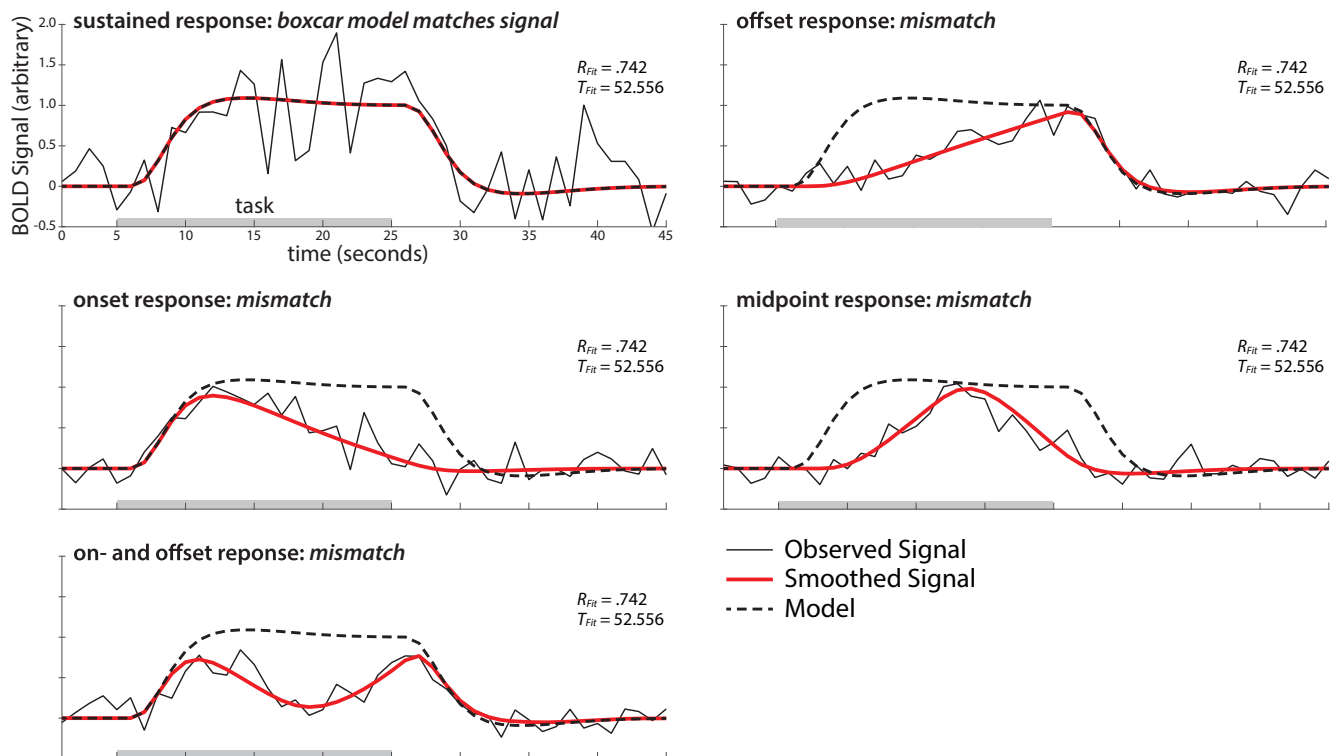 sustained response: boxcar model matches signal
BOLD Signal (arbitrary)
2.0
1.5
1.0
0.5
0
-0.5
R_Fit = .742
T_Fit = 52.556
task
0 5 10 15 20 25 30 35 40 45
time (seconds)
offset response: mismatch
R_Fit = .742
T_Fit = 52.556
onset response: mismatch
R_Fit = .742
T_Fit = 52.556
midpoint response: mismatch
R_Fit = .742
T_Fit = 52.556
on- and offset reponse: mismatch
R_Fit = .742
T_Fit = 52.556
Observed Signal
Smoothed Signal
Model